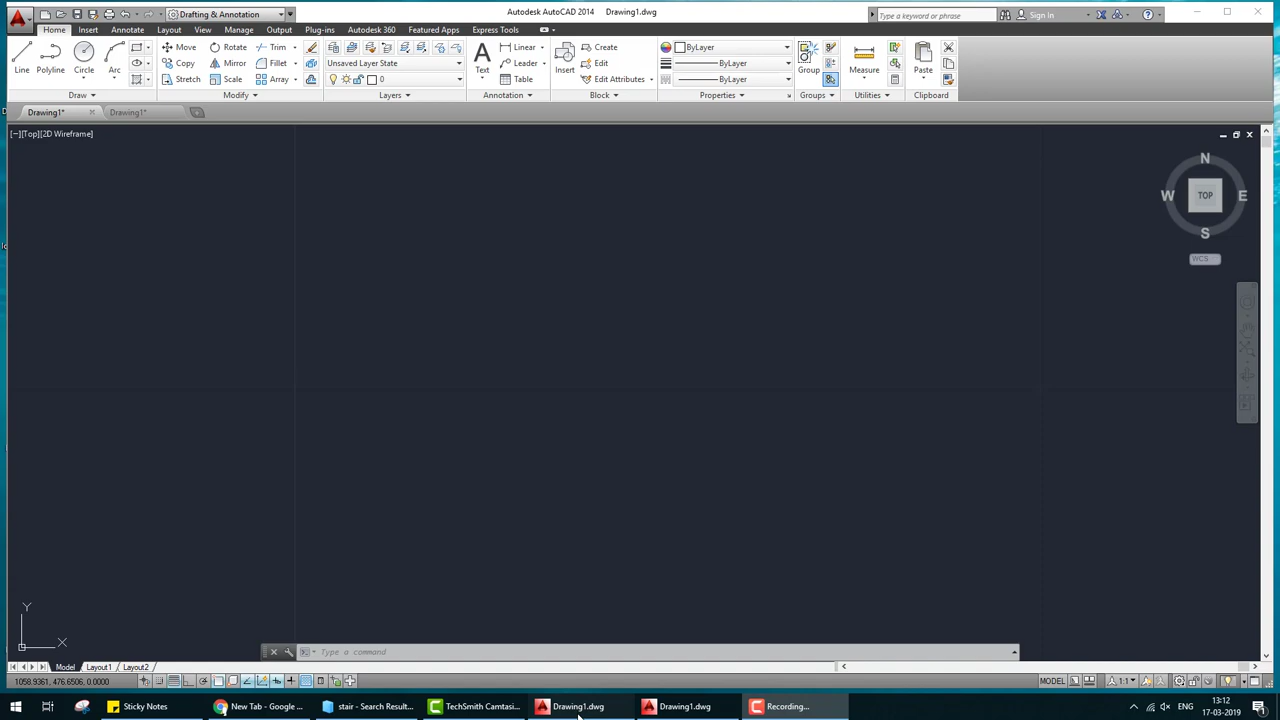 Drafting & Annotation
Autodesk AutoCAD 2014 Drawing1.dwg
Type a keyword or phrase
Sign In
Home Insert Annotate Layout View Manage Output Plug-ins Autodesk 360 Featured Apps Express Tools
Line Polyline Circle Arc
Move Rotate Trim
Copy Mirror Fillet
Stretch Scale Array
Unsaved Layer State
0
Text
Linear
Leader
Table
Insert
Create
Edit
Edit Attributes
ByLayer
ByLayer
ByLayer
Group
Measure
Paste
Draw Modify Layers Annotation Block Properties Groups Utilities Clipboard
Drawing1* Drawing1*
[−][Top][2D Wireframe]
N
W TOP E
S
WCS
Y
X
Type a command
Model Layout1 Layout2
1058.9361, 476.6506, 0.0000
MODEL 1:1
Sticky Notes New Tab - Google ... stair - Search Result... TechSmith Camtasi... Drawing1.dwg Drawing1.dwg Recording...
ENG
13:12
17-03-2019